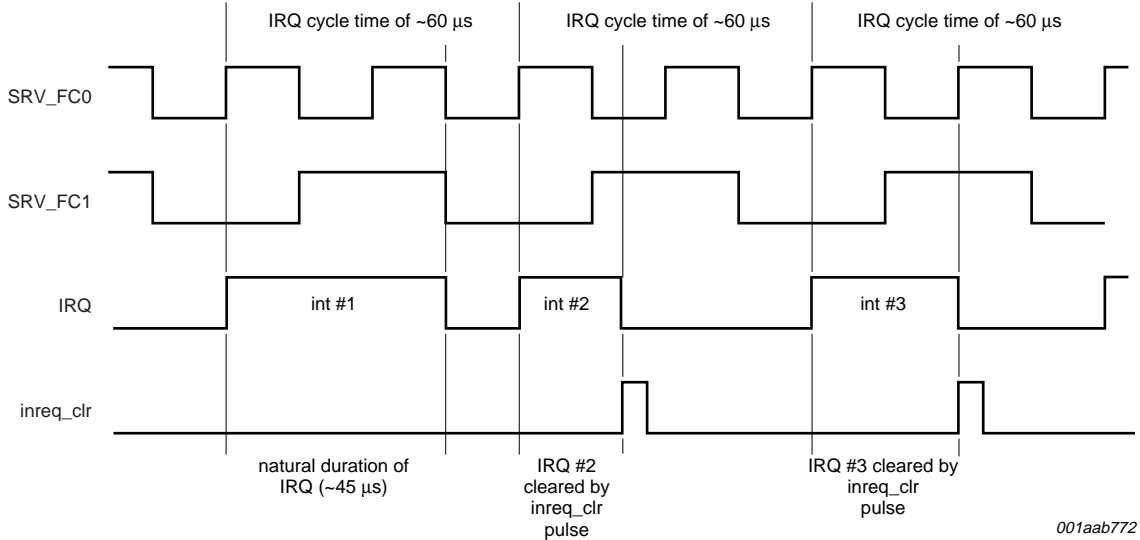 IRQ cycle time of ~60 μs
IRQ cycle time of ~60 μs
IRQ cycle time of ~60 μs
SRV_FC0
SRV_FC1
IRQ
int #1
int #2
int #3
inreq_clr
natural duration of
IRQ (~45 μs)
IRQ #2
cleared by
inreq_clr
pulse
IRQ #3 cleared by
inreq_clr
pulse
001aab772